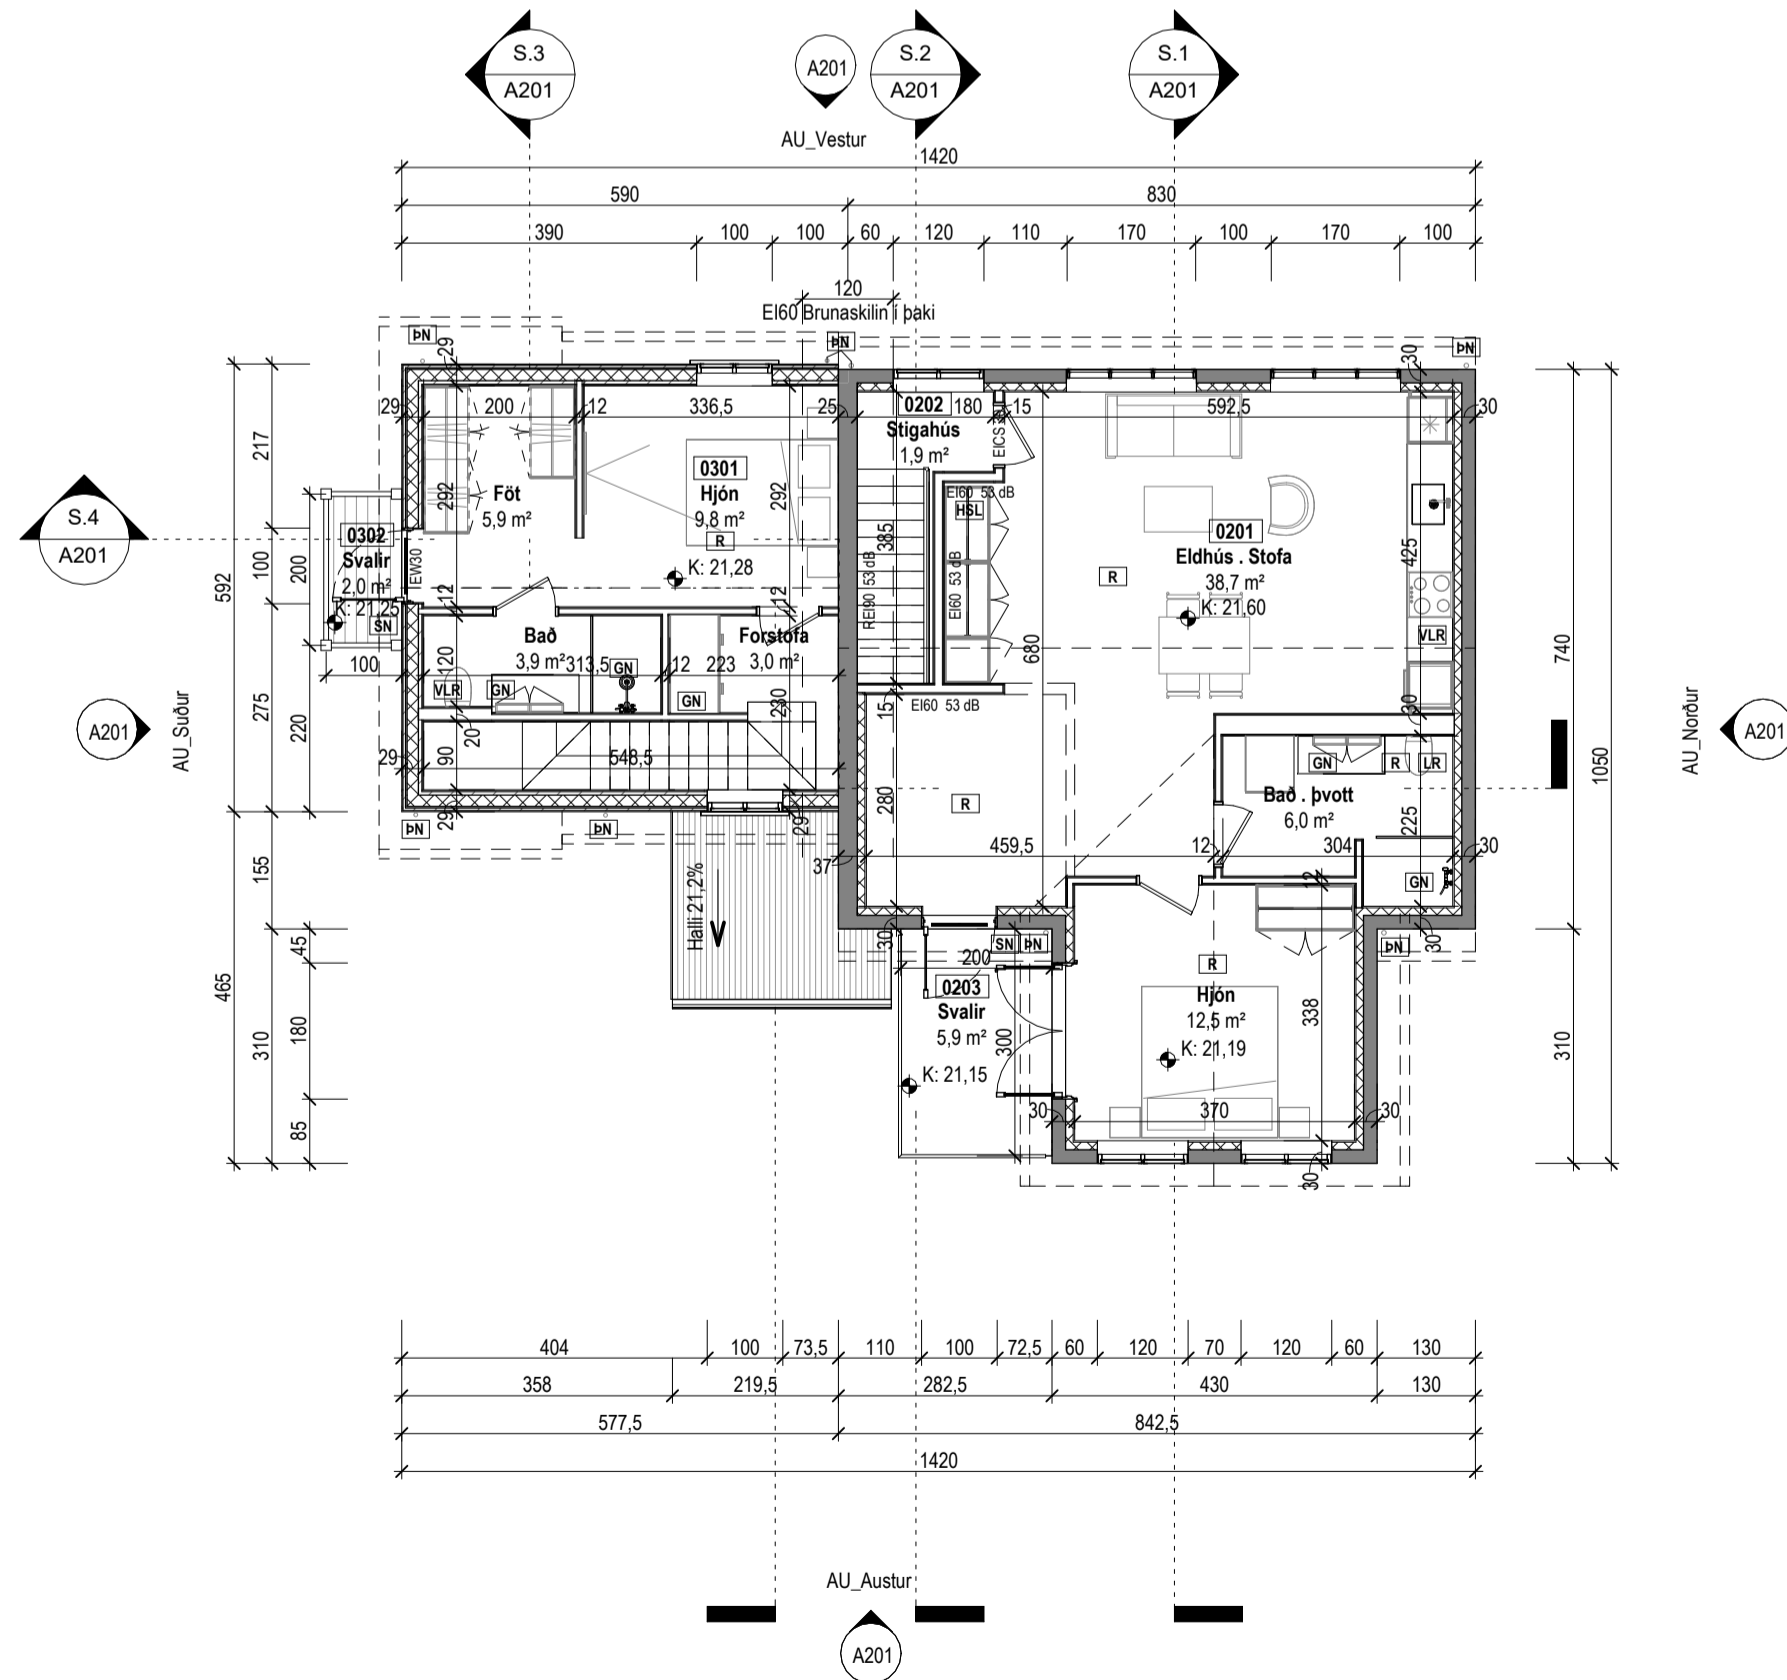 S.3
A201
A201
S.2
A201
S.1
A201
AU_Vestur
1420
590 830
390 100 100 60 120 110 170 100 170 100
120
EI60 Brunaskilin í þaki
ÞN ÞN ÞN
29 30
29 200 12 336,5 25 180 15 592,5 30
0202
Stigahús
1,9 m²
EICS30
EI60 53 dB
HSL
0301
Hjón
9,8 m²
R
K: 21,28
292
Föt
5,9 m²
292
217
S.4
A201
0302
Svalir
2,0 m²
K: 21,25
SN
EW30
200
100
592
385
REI90 53 dB
EI60 53 dB
0201
Eldhús . Stofa
38,7 m²
K: 21,60
R
425
VLR
680
740
12 12
Bað
3,9 m²
313,5
GN
12 223
Forstofa
3,0 m²
GN
120
VLR GN
230
100
275
220
A201
AU_Suður
29 90 20 548,5
29 29
ÞN ÞN
15
EI60 53 dB
30
GN R LR
Bað . þvott
6,0 m²
225
280
R
AU_Norður
A201
1050
37 459,5 12 304 30
12
GN
155
Halli 21,2%
30
SN ÞN
200
ÞN
30
45
465
0203
Svalir
5,9 m²
K: 21,15
300
R
Hjón
12,5 m²
K: 21,19
338
310
180
310
85
30 370 30
30
404 100 73,5 110 100 72,5 60 120 70 120 60 130
358 219,5 282,5 430 130
577,5 842,5
1420
AU_Austur
A201